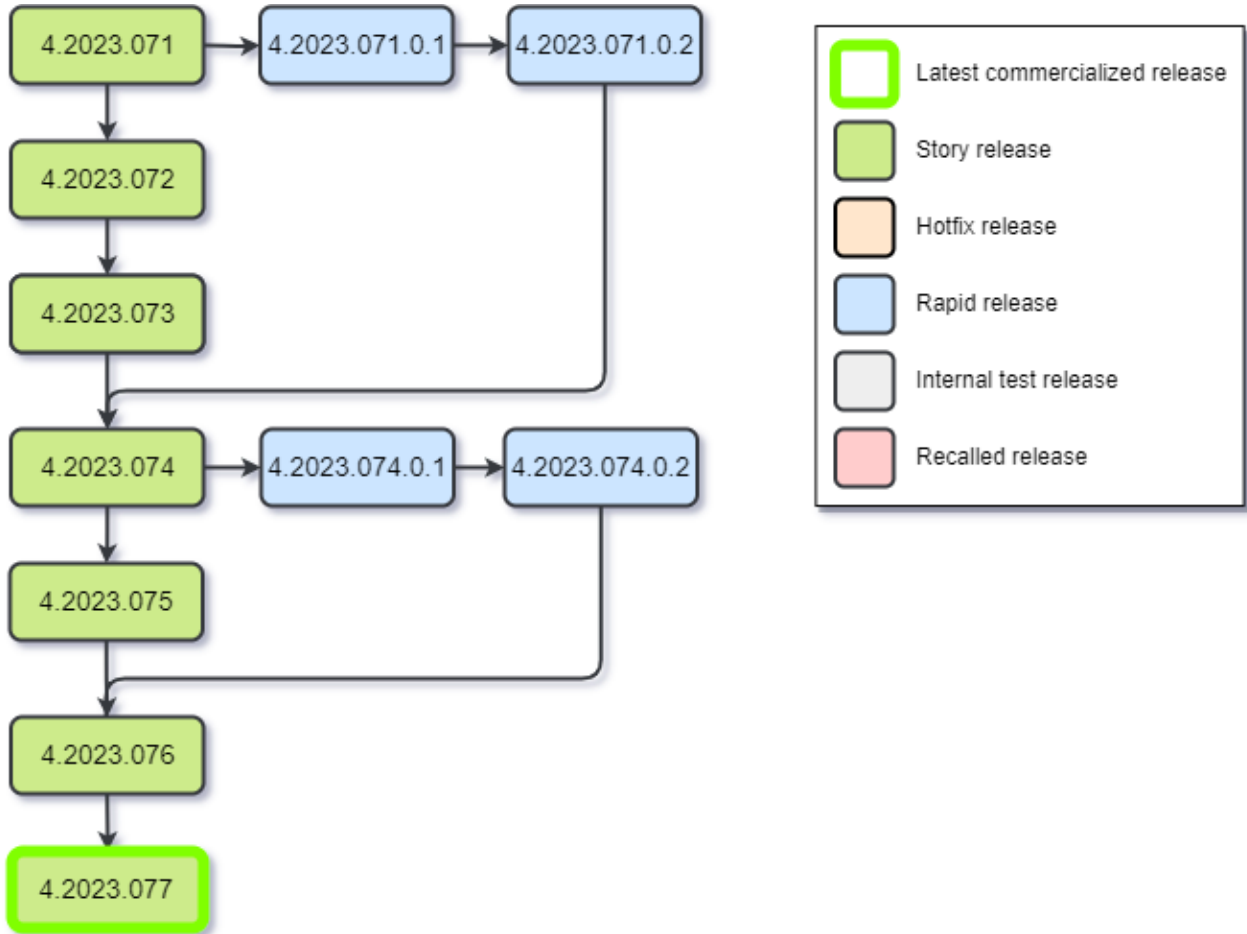 4.2023.071
4.2023.071.0.1
4.2023.071.0.2
4.2023.072
4.2023.073
4.2023.074
4.2023.074.0.1
4.2023.074.0.2
4.2023.075
4.2023.076
4.2023.077
Latest commercialized release
Story release
Hotfix release
Rapid release
Internal test release
Recalled release